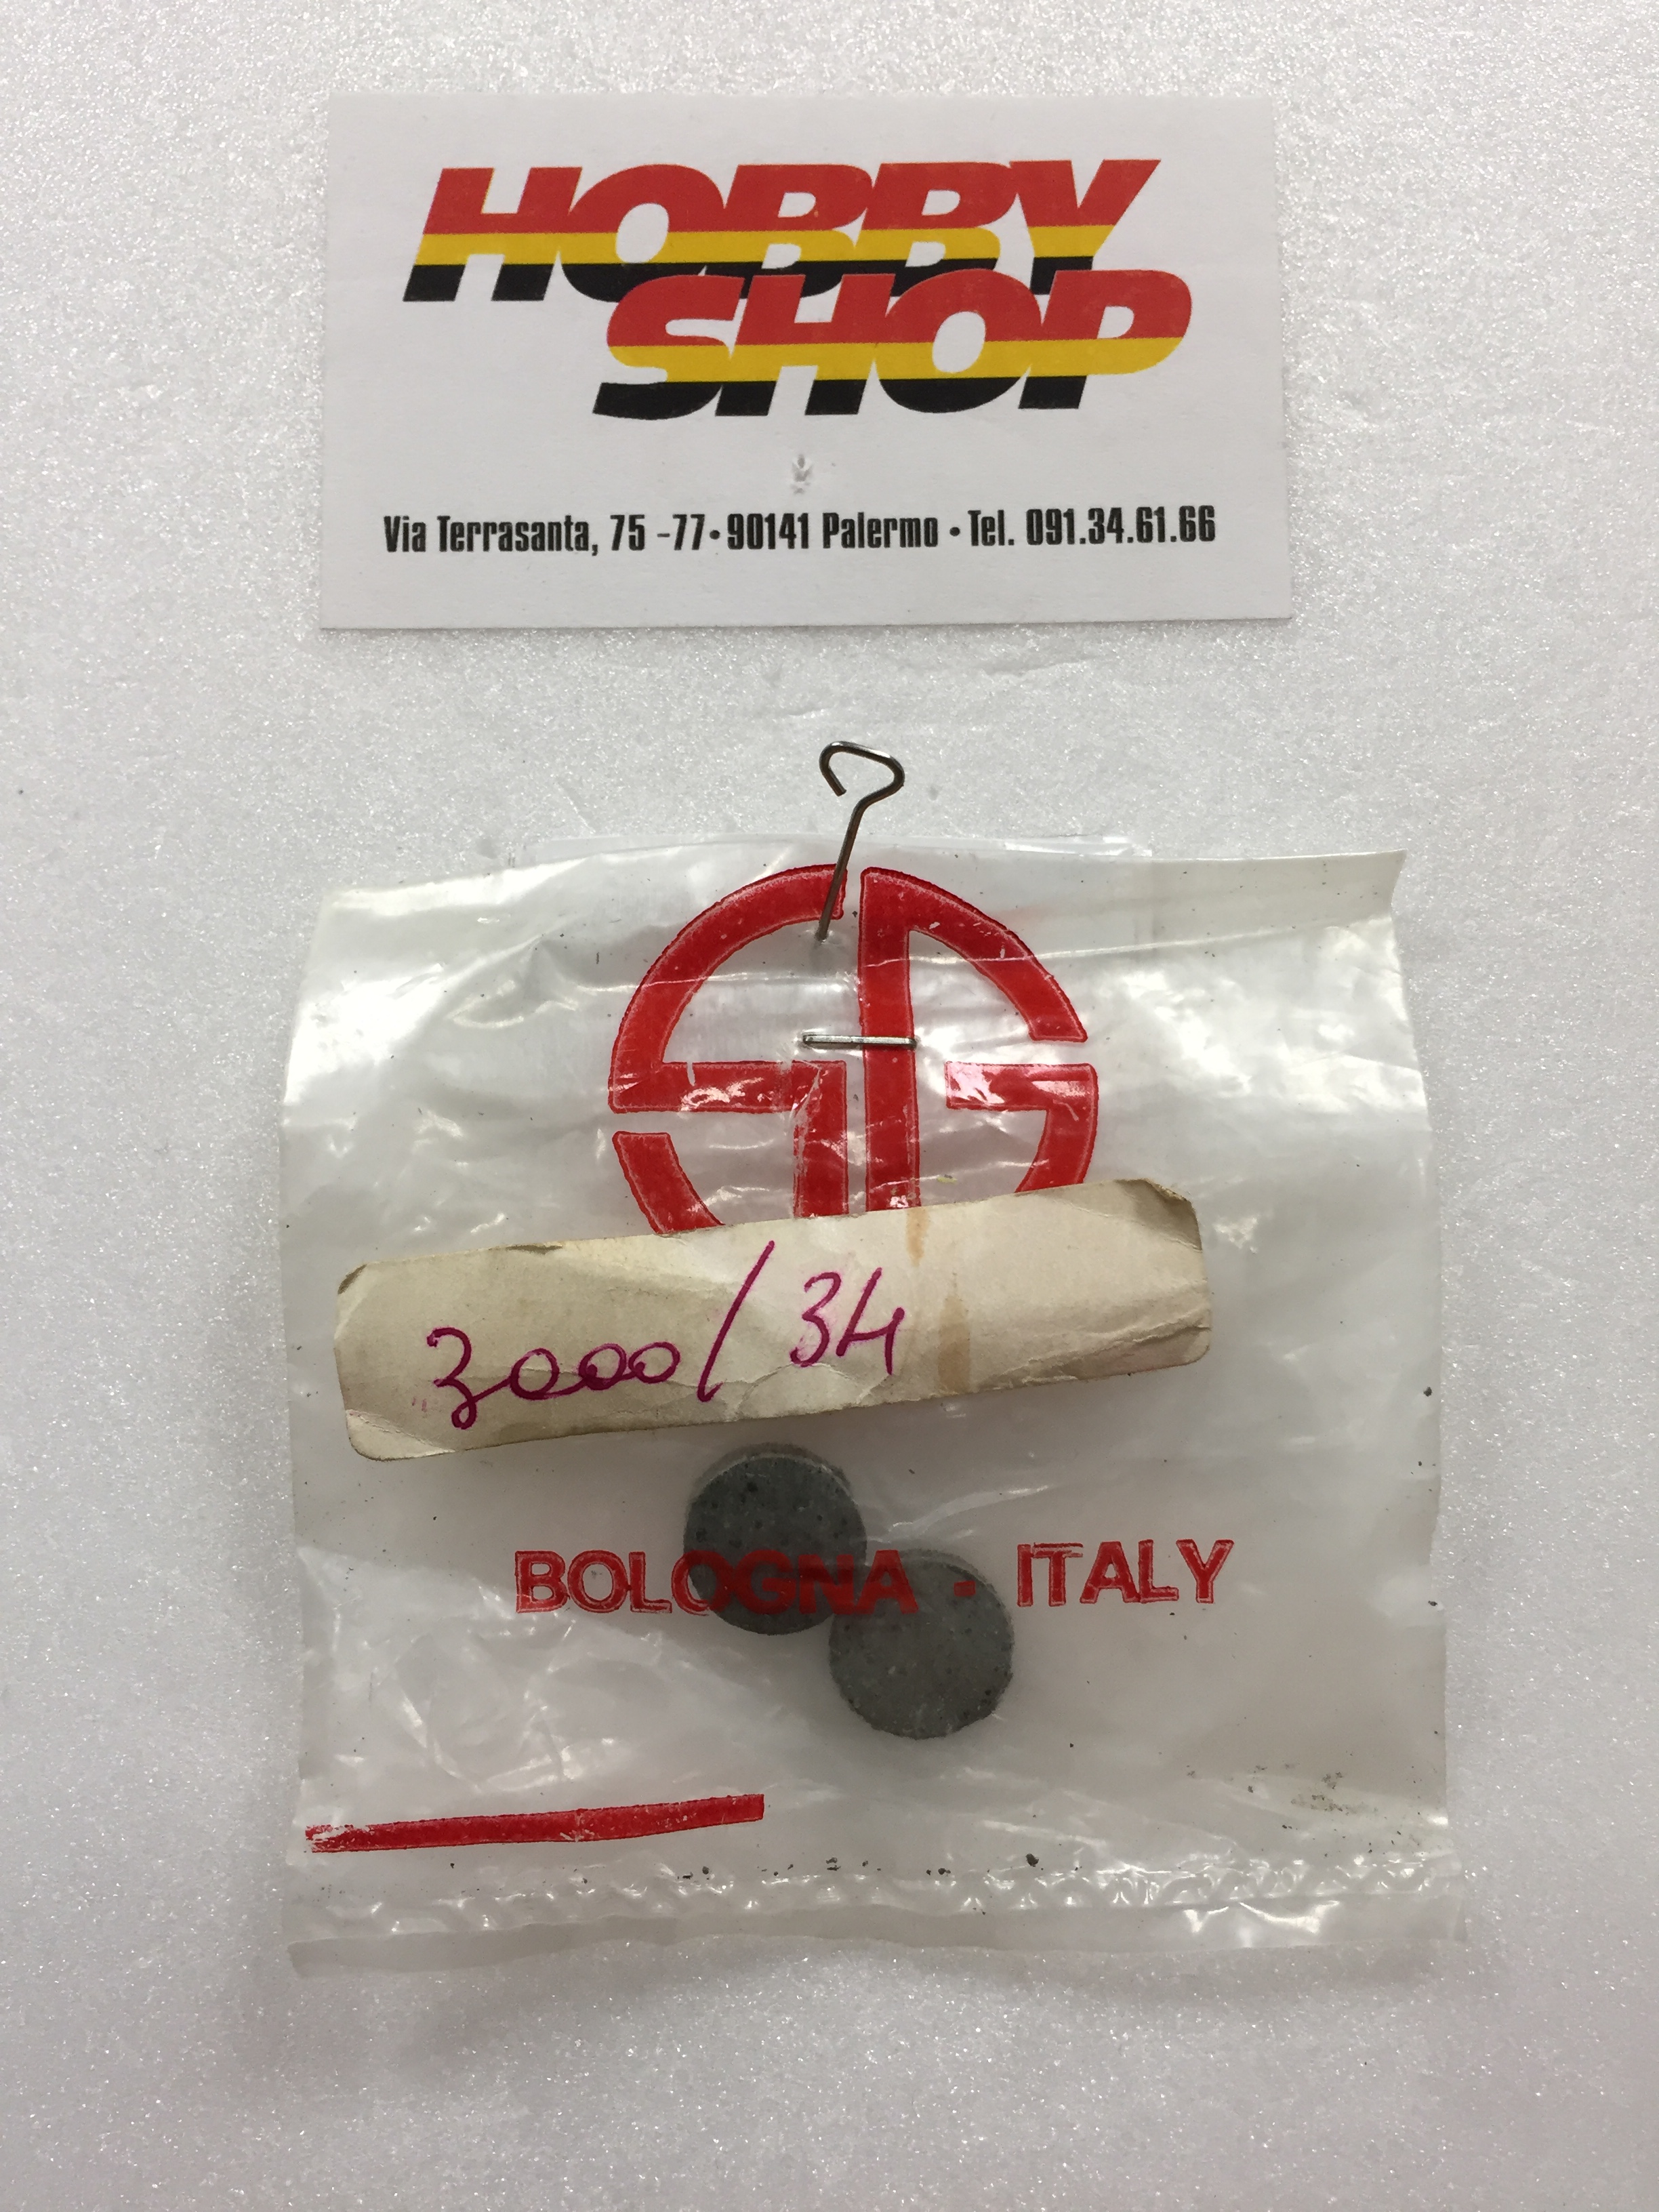 HOBBY
SHOP
Via Terrasanta, 75 -77 • 90141 Palermo • Tel. 091.34.61.66
SG
3000/34
BOLOGNA - ITALY